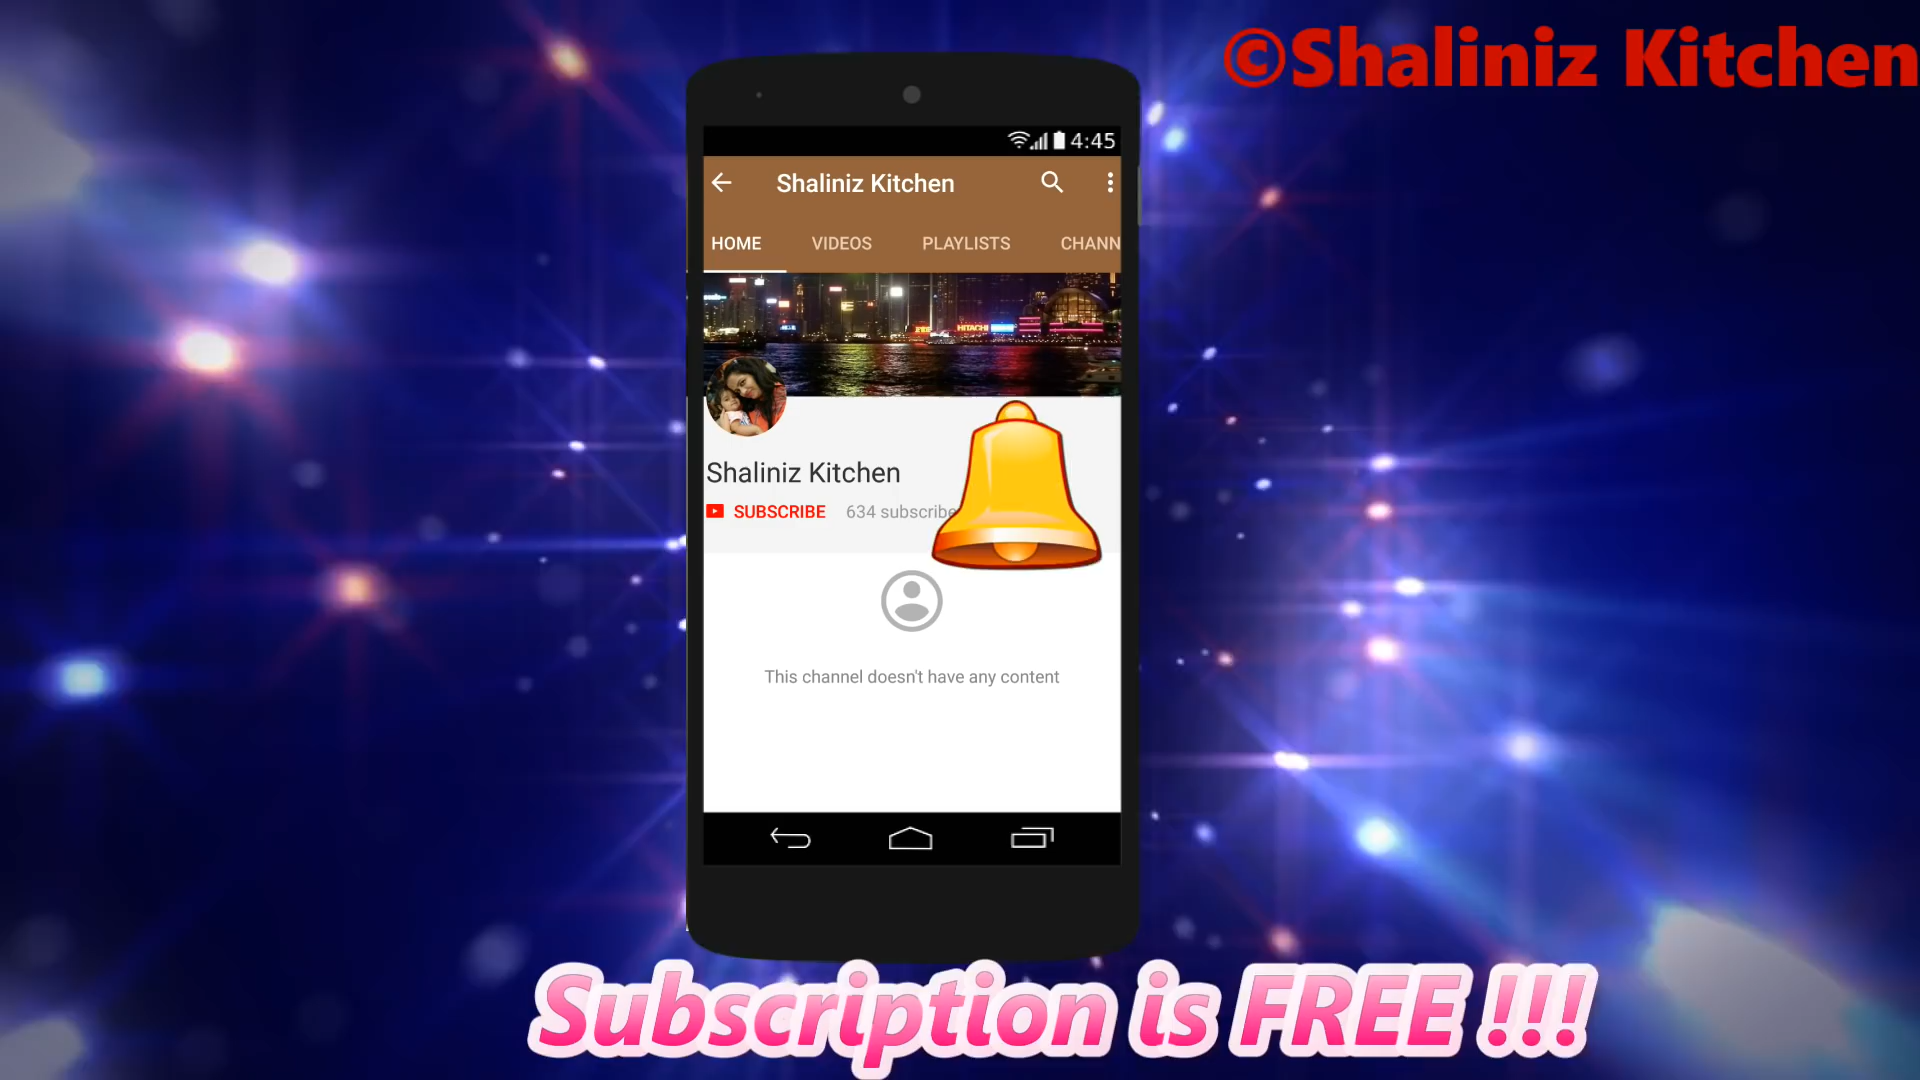 ©Shaliniz Kitchen
4:45
Shaliniz Kitchen
HOME VIDEOS PLAYLISTS CHANN
HITACHI
Shaliniz Kitchen
SUBSCRIBE 634 subscribe
This channel doesn't have any content
Subscription is FREE !!!